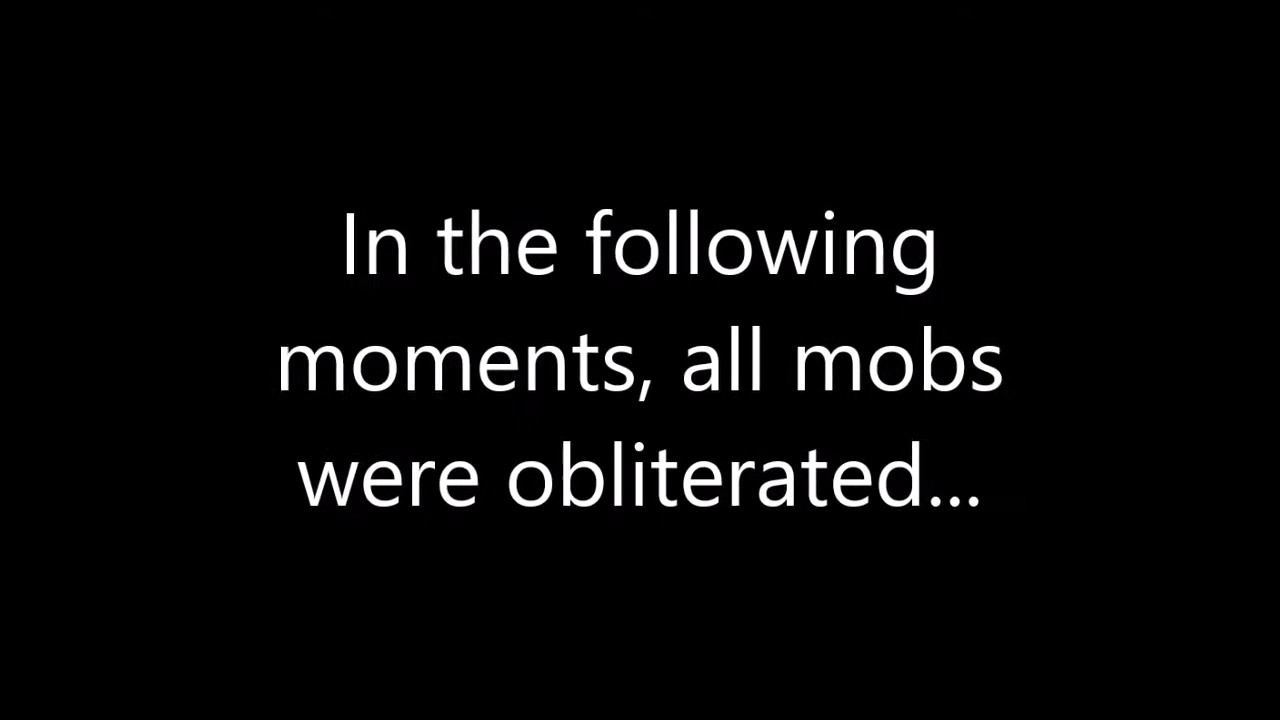 In the following
moments, all mobs
were obliterated...